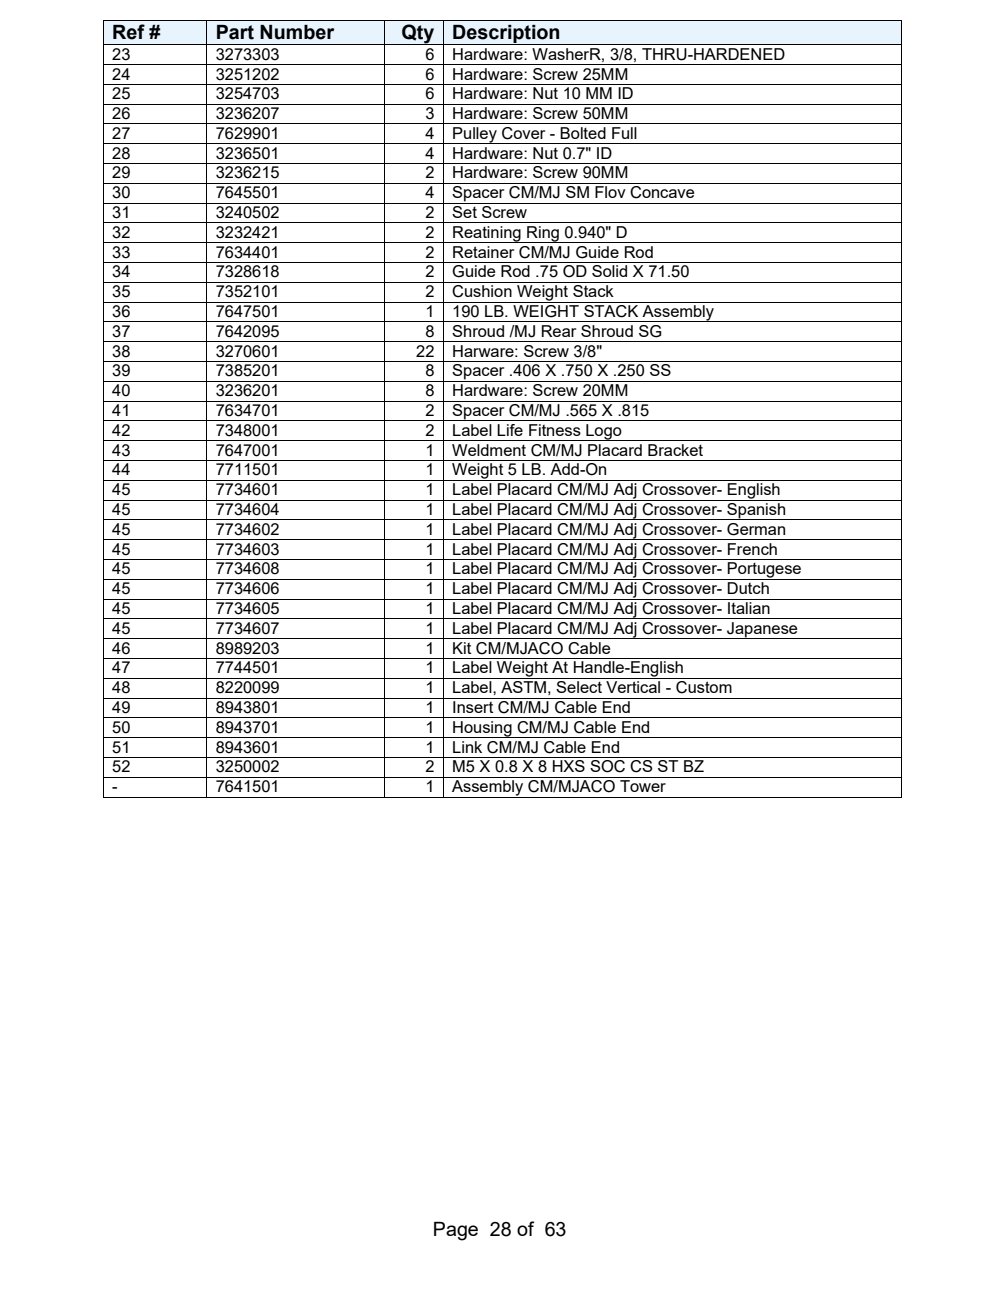 Ref # Part Number Qty Description
23 3273303 6 Hardware: WasherR, 3/8, THRU-HARDENED
24 3251202 6 Hardware: Screw 25MM
25 3254703 6 Hardware: Nut 10 MM ID
26 3236207 3 Hardware: Screw 50MM
27 7629901 4 Pulley Cover - Bolted Full
28 3236501 4 Hardware: Nut 0.7" ID
29 3236215 2 Hardware: Screw 90MM
30 7645501 4 Spacer CM/MJ SM Flov Concave
31 3240502 2 Set Screw
32 3232421 2 Reatining Ring 0.940" D
33 7634401 2 Retainer CM/MJ Guide Rod
34 7328618 2 Guide Rod .75 OD Solid X 71.50
35 7352101 2 Cushion Weight Stack
36 7647501 1 190 LB. WEIGHT STACK Assembly
37 7642095 8 Shroud /MJ Rear Shroud SG
38 3270601 22 Harware: Screw 3/8"
39 7385201 8 Spacer .406 X .750 X .250 SS
40 3236201 8 Hardware: Screw 20MM
41 7634701 2 Spacer CM/MJ .565 X .815
42 7348001 2 Label Life Fitness Logo
43 7647001 1 Weldment CM/MJ Placard Bracket
44 7711501 1 Weight 5 LB. Add-On
45 7734601 1 Label Placard CM/MJ Adj Crossover- English
45 7734604 1 Label Placard CM/MJ Adj Crossover- Spanish
45 7734602 1 Label Placard CM/MJ Adj Crossover- German
45 7734603 1 Label Placard CM/MJ Adj Crossover- French
45 7734608 1 Label Placard CM/MJ Adj Crossover- Portugese
45 7734606 1 Label Placard CM/MJ Adj Crossover- Dutch
45 7734605 1 Label Placard CM/MJ Adj Crossover- Italian
45 7734607 1 Label Placard CM/MJ Adj Crossover- Japanese
46 8989203 1 Kit CM/MJACO Cable
47 7744501 1 Label Weight At Handle-English
48 8220099 1 Label, ASTM, Select Vertical - Custom
49 8943801 1 Insert CM/MJ Cable End
50 8943701 1 Housing CM/MJ Cable End
51 8943601 1 Link CM/MJ Cable End
52 3250002 2 M5 X 0.8 X 8 HXS SOC CS ST BZ
- 7641501 1 Assembly CM/MJACO Tower
Page 28 of 63